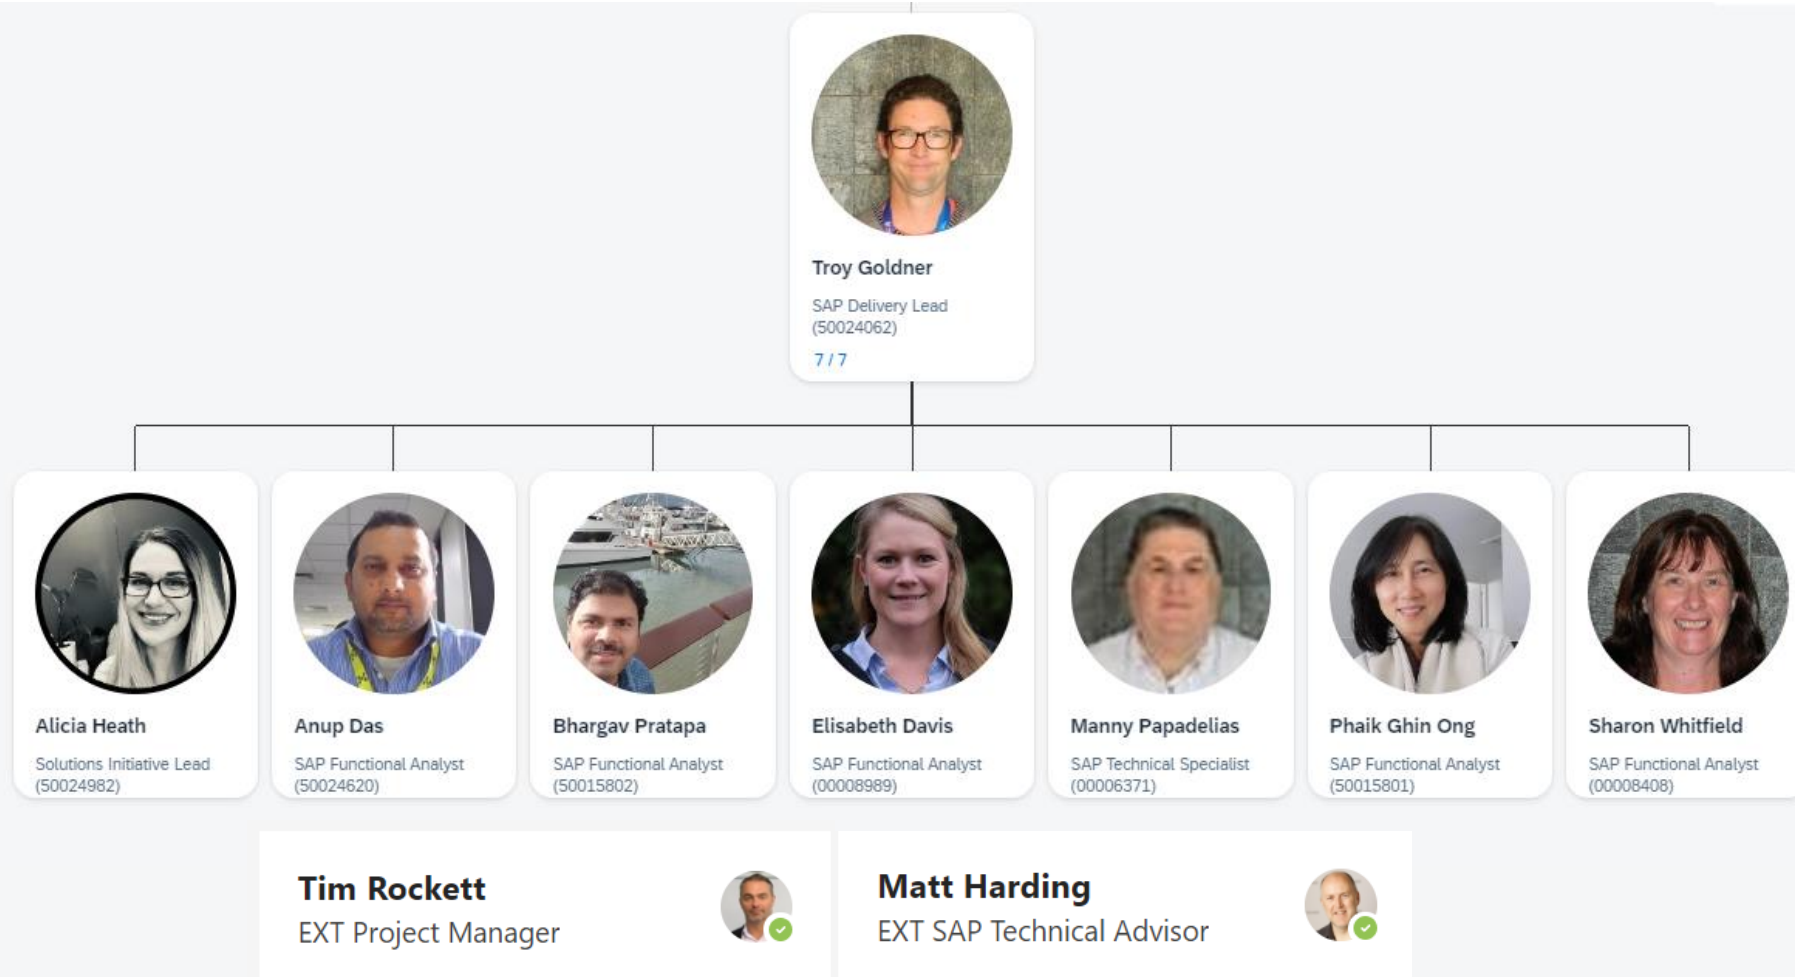 Troy Goldner
SAP Delivery Lead
(50024062)
7 / 7
Alicia Heath
Solutions Initiative Lead
(50024982)
Anup Das
SAP Functional Analyst
(50024620)
Bhargav Pratapa
SAP Functional Analyst
(50015802)
Elisabeth Davis
SAP Functional Analyst
(00008989)
Manny Papadelias
SAP Technical Specialist
(00006371)
Phaik Ghin Ong
SAP Functional Analyst
(50015801)
Sharon Whitfield
SAP Functional Analyst
(00008408)
Tim Rockett
EXT Project Manager
Matt Harding
EXT SAP Technical Advisor